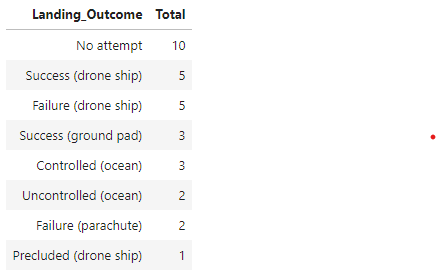 Landing_Outcome Total
No attempt 10
Success (drone ship) 5
Failure (drone ship) 5
Success (ground pad) 3
Controlled (ocean) 3
Uncontrolled (ocean) 2
Failure (parachute) 2
Precluded (drone ship) 1